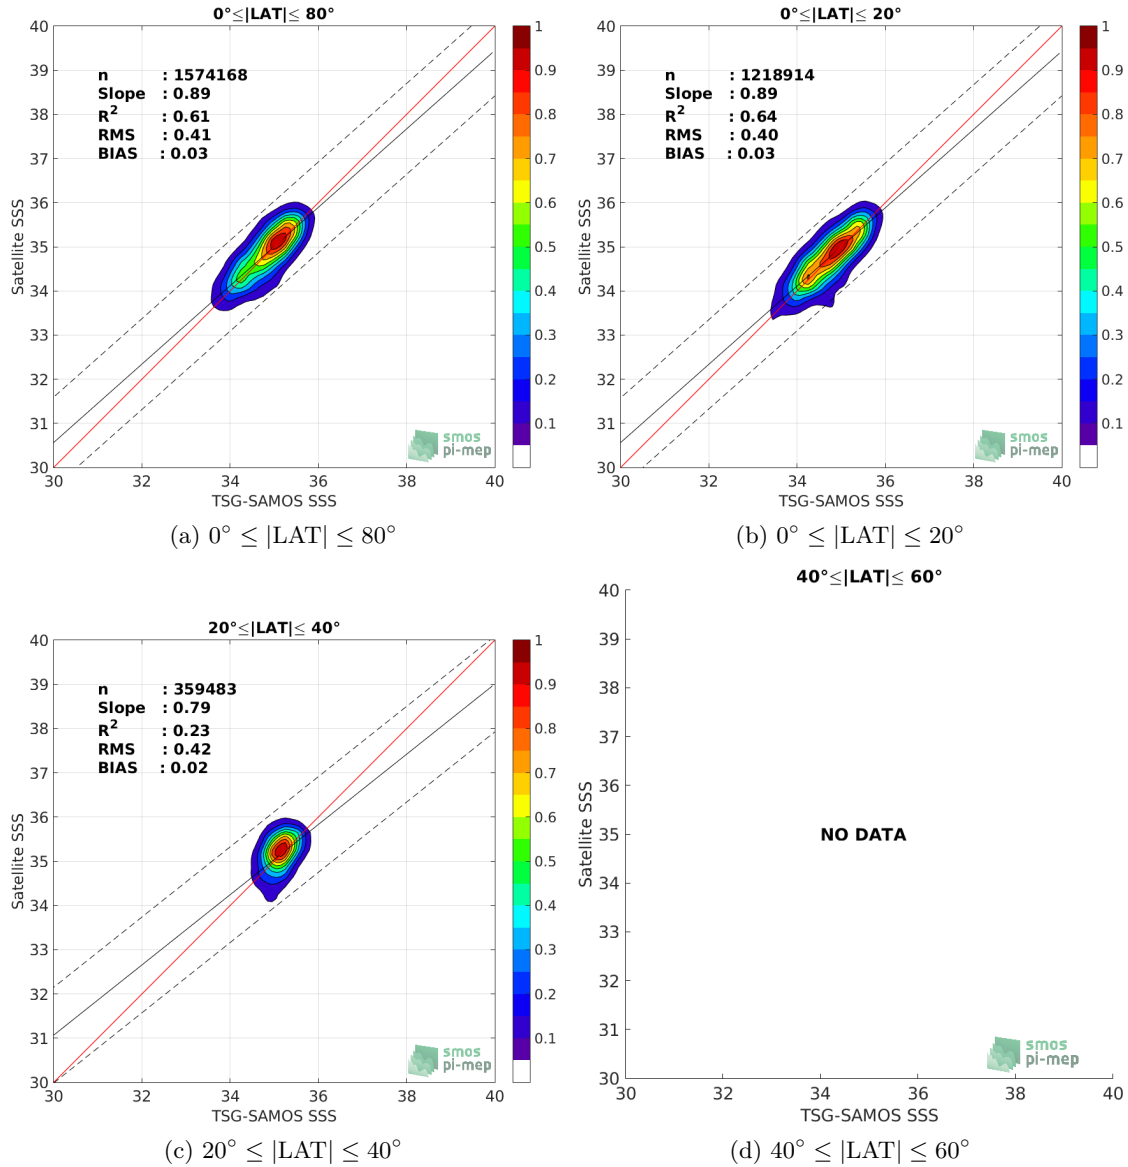 0°≤|LAT|≤ 80°
40
39
38
37
36
35
34
33
32
31
30
Satellite SSS
n : 1574168
Slope : 0.89
R² : 0.61
RMS : 0.41
BIAS : 0.03
smos
pi-mep
30 32 34 36 38 40
TSG-SAMOS SSS
1
0.9
0.8
0.7
0.6
0.5
0.4
0.3
0.2
0.1
(a) 0° ≤ |LAT| ≤ 80°
0°≤|LAT|≤ 20°
40
39
38
37
36
35
34
33
32
31
30
Satellite SSS
n : 1218914
Slope : 0.89
R² : 0.64
RMS : 0.40
BIAS : 0.03
smos
pi-mep
30 32 34 36 38 40
TSG-SAMOS SSS
1
0.9
0.8
0.7
0.6
0.5
0.4
0.3
0.2
0.1
(b) 0° ≤ |LAT| ≤ 20°
20°≤|LAT|≤ 40°
40
39
38
37
36
35
34
33
32
31
30
Satellite SSS
n : 359483
Slope : 0.79
R² : 0.23
RMS : 0.42
BIAS : 0.02
smos
pi-mep
30 32 34 36 38 40
TSG-SAMOS SSS
1
0.9
0.8
0.7
0.6
0.5
0.4
0.3
0.2
0.1
(c) 20° ≤ |LAT| ≤ 40°
40°≤|LAT|≤ 60°
40
39
38
37
36
35
34
33
32
31
30
Satellite SSS
NO DATA
smos
pi-mep
30 32 34 36 38 40
TSG-SAMOS SSS
(d) 40° ≤ |LAT| ≤ 60°